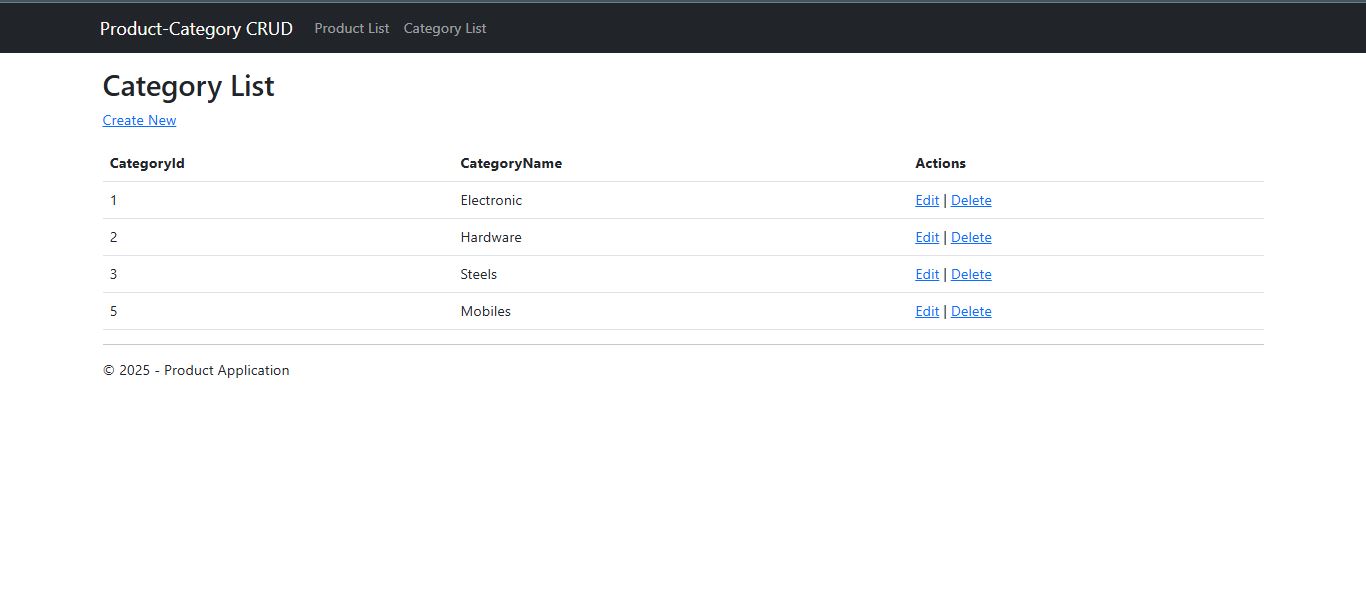 Product-Category CRUD Product List Category List
Category List
Create New
CategoryId CategoryName Actions
1 Electronic Edit | Delete
2 Hardware Edit | Delete
3 Steels Edit | Delete
5 Mobiles Edit | Delete
© 2025 - Product Application